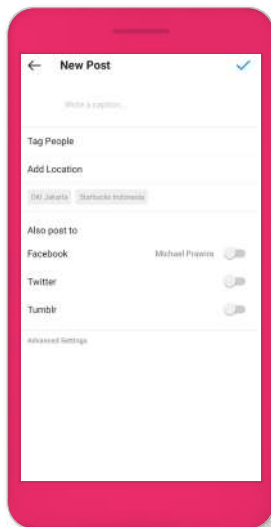 New Post
Write a caption...
Tag People
Add Location
DKI Jakarta Starbucks Indonesia
Also post to
Facebook Michael Prawira
Twitter
Tumblr
Advanced Settings